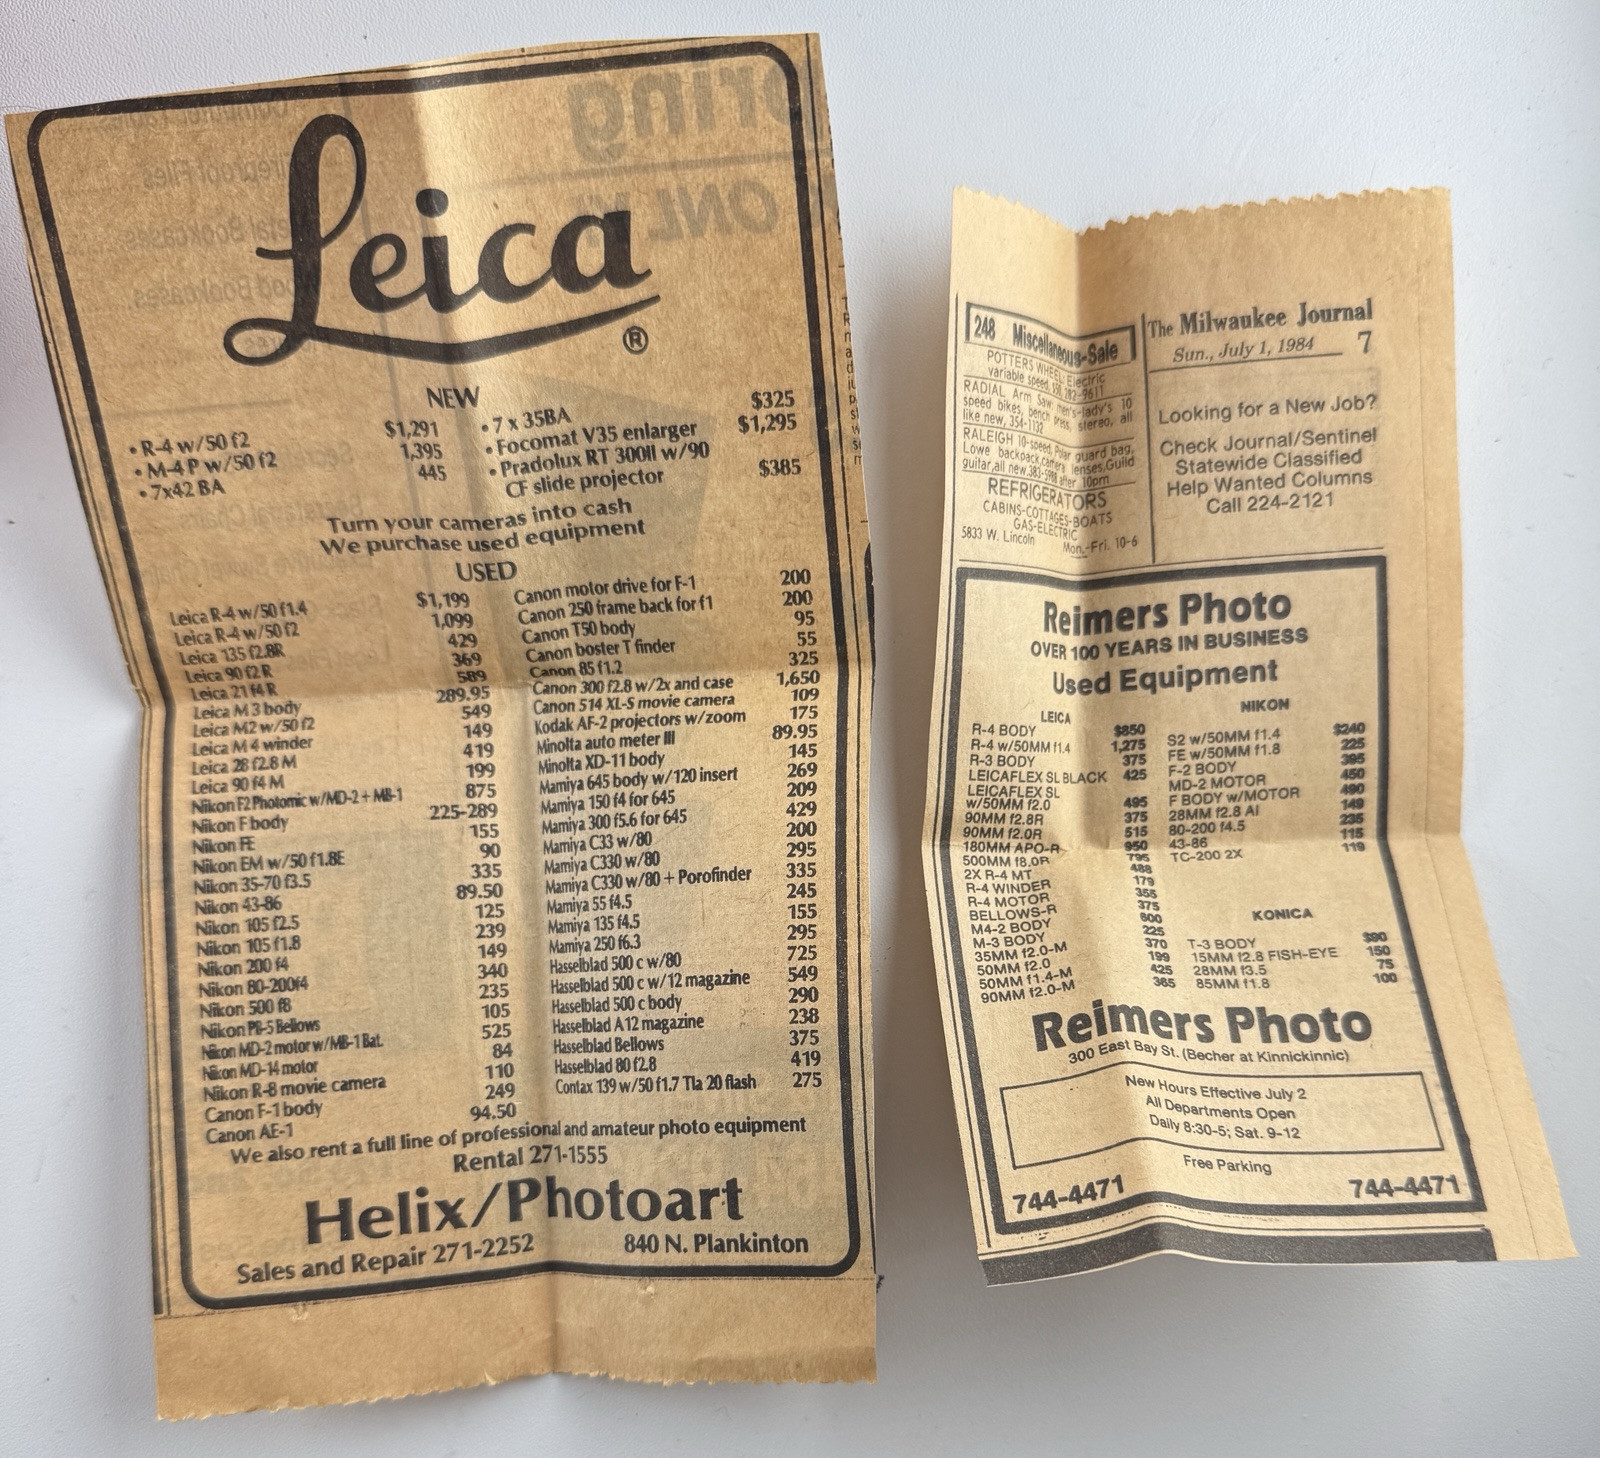 Leica
®
NEW
• R-4 w/50 f2 $1,291
• M-4 P w/50 f2 1,395
• 7x42 BA 445
• 7 x 35BA $325
• Focomat V35 enlarger $1,295
• Pradolux RT 300II w/90
CF slide projector $385
Turn your cameras into cash
We purchase used equipment
USED
Leica R-4 w/50 f1.4 $1,199
Leica R-4 w/50 f2 1,099
Leica 135 f2.8R 429
Leica 90 f2 R 369
Leica 21 f4 R 589
Leica M 3 body 289.95
Leica M2 w/50 f2 549
Leica M 4 winder 149
Leica 28 f2.8 M 419
Leica 90 f4 M 199
Nikon F2 Photomic w/MD-2 + MB-1 875
Nikon F body 225-289
Nikon FE 155
Nikon EM w/50 f1.8E 90
Nikon 35-70 f3.5 335
Nikon 43-86 89.50
Nikon 105 f2.5 125
Nikon 105 f1.8 239
Nikon 200 f4 149
Nikon 80-200f4 340
Nikon 500 f8 235
Nikon PB-5 Bellows 105
Nikon MD-2 motor w/MB-1 Bat. 525
Nikon MD-14 motor 84
Nikon R-8 movie camera 110
Canon F-1 body 249
Canon AE-1 94.50
Canon motor drive for F-1 200
Canon 250 frame back for f1 200
Canon T50 body 95
Canon boster T finder 55
Canon 85 f1.2 325
Canon 300 f2.8 w/2x and case 1,650
Canon 514 XL-S movie camera 109
Kodak AF-2 projectors w/zoom 175
Minolta auto meter III 89.95
Minolta XD-11 body 145
Mamiya 645 body w/120 insert 269
Mamiya 150 f4 for 645 209
Mamiya 300 f5.6 for 645 429
Mamiya C33 w/80 200
Mamiya C330 w/80 295
Mamiya C330 w/80 + Porofinder 335
Mamiya 55 f4.5 245
Mamiya 135 f4.5 155
Mamiya 250 f6.3 295
Hasselblad 500 c w/80 725
Hasselblad 500 c w/12 magazine 549
Hasselblad 500 c body 290
Hasselblad A12 magazine 238
Hasselblad Bellows 375
Hasselblad 80 f2.8 419
Contax 139 w/50 f1.7 Tla 20 flash 275
We also rent a full line of professional and amateur photo equipment
Rental 271-1555
Helix/Photoart
Sales and Repair 271-2252 840 N. Plankinton
248 Miscellaneous-Sale
POTTERS WHEEL Electric
variable speed, 282-9611
RADIAL Arm Saw men's-lady's 10
speed bikes, bench press, stereo, all
like new, 354-1132
RALEIGH 10-speed, Polar guard bag,
Lowe backpack, camera lenses, Guild
guitar, all new. after 10pm
REFRIGERATORS
CABINS-COTTAGES-BOATS
GAS-ELECTRIC
5833 W. Lincoln Mon.-Fri. 10-6
The Milwaukee Journal
Sun., July 1, 1984 7
Looking for a New Job?
Check Journal/Sentinel
Statewide Classified
Help Wanted Columns
Call 224-2121
Reimers Photo
OVER 100 YEARS IN BUSINESS
Used Equipment
LEICA
R-4 BODY $850
R-4 w/50MM f1.4 1,275
R-3 BODY 375
LEICAFLEX SL BLACK 425
LEICAFLEX SL
w/50MM f2.0 495
90MM f2.8R 375
90MM f2.0R 515
180MM APO-R 950
500MM f8.0R 795
2X R-4 MT 488
R-4 WINDER 179
R-4 MOTOR 355
BELLOWS-R 375
M4-2 BODY 600
M-3 BODY 225
35MM f2.0-M 370
50MM f2.0 199
50MM f1.4-M 425
90MM f2.0-M 365
NIKON
S2 w/50MM f1.4 $240
FE w/50MM f1.8 225
F-2 BODY 395
MD-2 MOTOR 450
F BODY w/MOTOR 490
28MM f2.8 AI 149
80-200 f4.5 235
43-86 115
TC-200 2X 119
KONICA
T-3 BODY $90
15MM f2.8 FISH-EYE 150
28MM f3.5 75
85MM f1.8 100
Reimers Photo
300 East Bay St. (Becher at Kinnickinnic)
New Hours Effective July 2
All Departments Open
Daily 8:30-5; Sat. 9-12
Free Parking
744-4471 744-4471